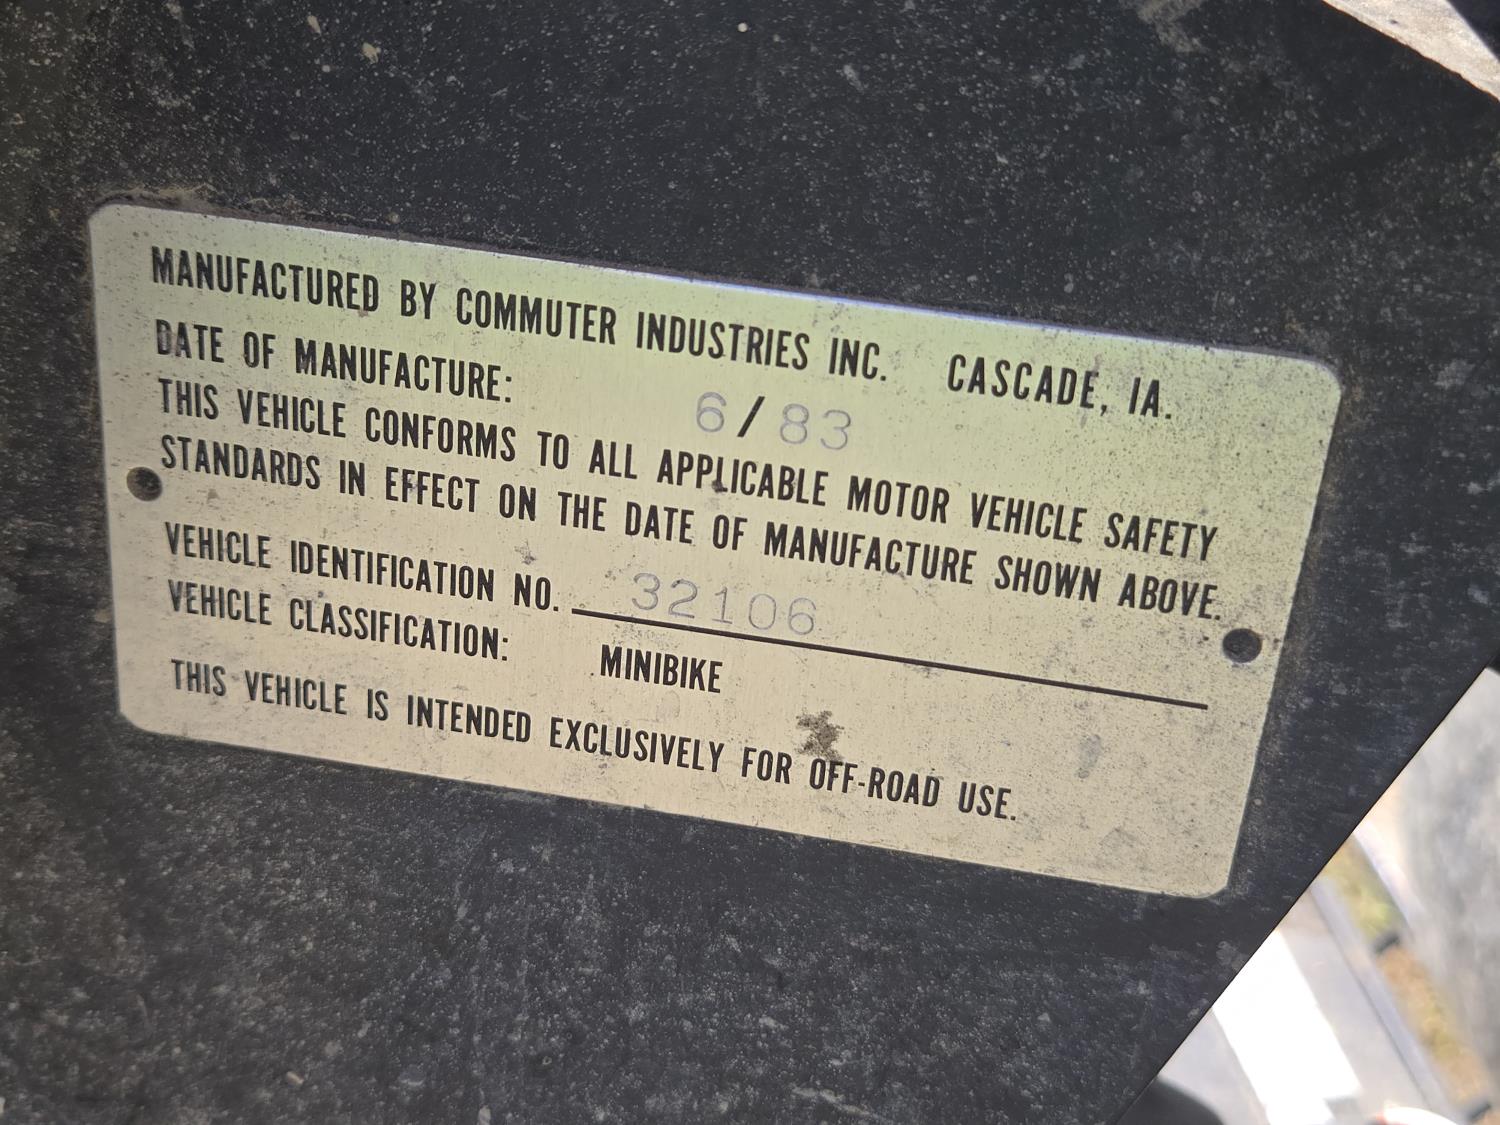 MANUFACTURED BY COMMUTER INDUSTRIES INC. CASCADE, IA.
DATE OF MANUFACTURE: 6/83
THIS VEHICLE CONFORMS TO ALL APPLICABLE MOTOR VEHICLE SAFETY
STANDARDS IN EFFECT ON THE DATE OF MANUFACTURE SHOWN ABOVE.
VEHICLE IDENTIFICATION NO. 32106
VEHICLE CLASSIFICATION: MINIBIKE
THIS VEHICLE IS INTENDED EXCLUSIVELY FOR OFF-ROAD USE.